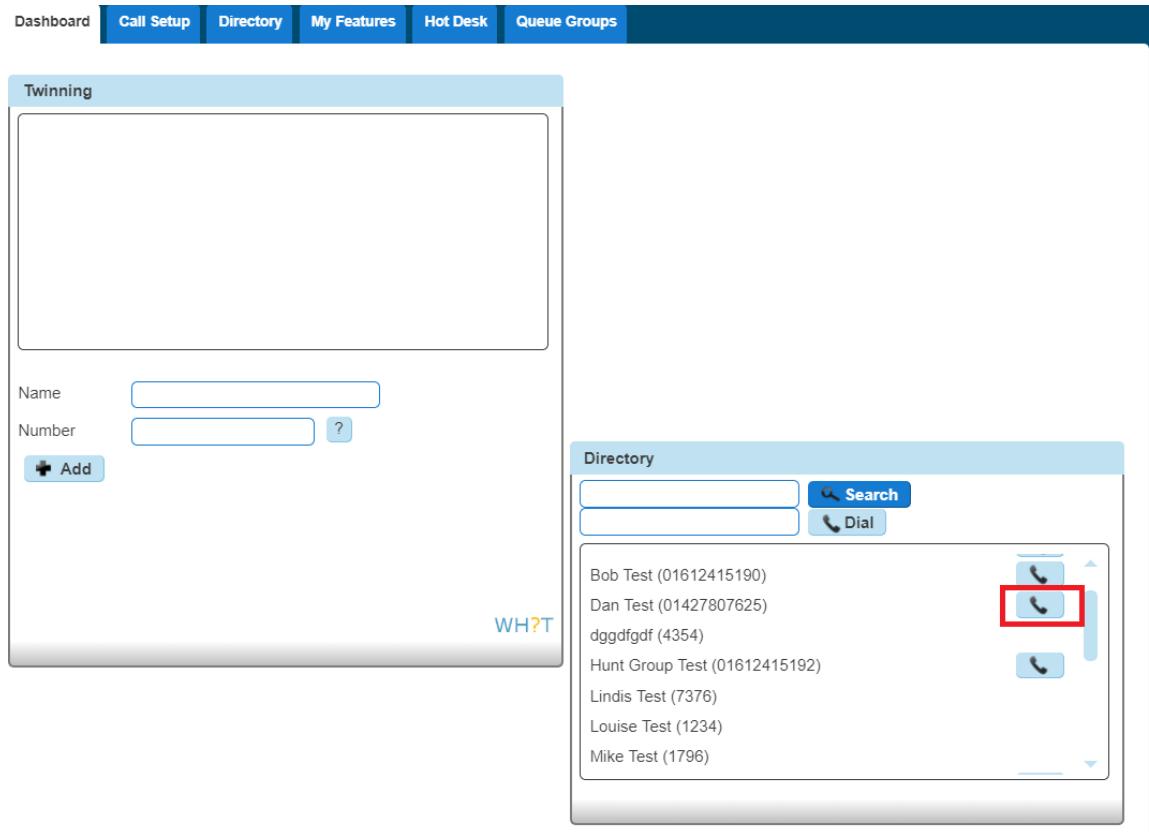 Dashboard Call Setup Directory My Features Hot Desk Queue Groups
Twinning
Name
Number ?
Add
WH?T
Directory
Search
Dial
Bob Test (01612415190)
Dan Test (01427807625)
dggdfgdf (4354)
Hunt Group Test (01612415192)
Lindis Test (7376)
Louise Test (1234)
Mike Test (1796)